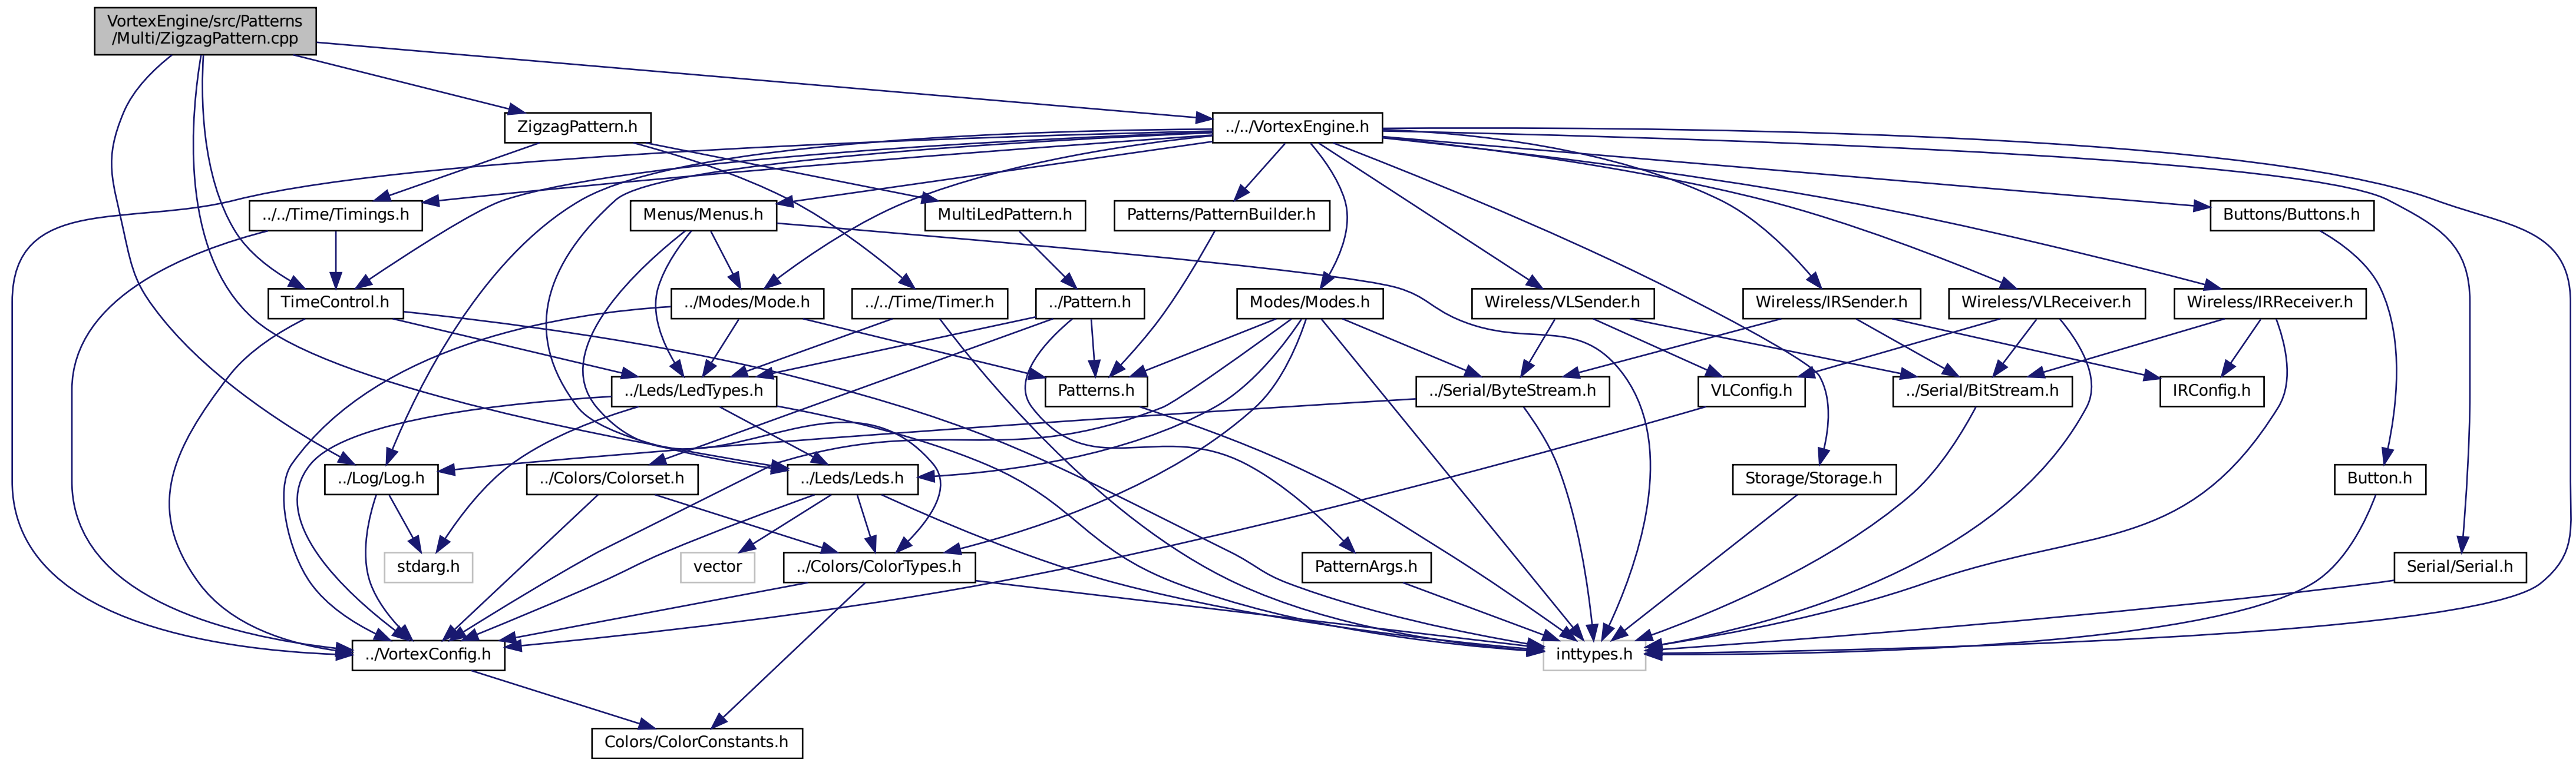 VortexEngine/src/Patterns
/Multi/ZigzagPattern.cpp
ZigzagPattern.h
../../VortexEngine.h
../../Time/Timings.h
Menus/Menus.h
MultiLedPattern.h
Patterns/PatternBuilder.h
Buttons/Buttons.h
TimeControl.h
../Modes/Mode.h
../../Time/Timer.h
../Pattern.h
Modes/Modes.h
Wireless/VLSender.h
Wireless/IRSender.h
Wireless/VLReceiver.h
Wireless/IRReceiver.h
../Leds/LedTypes.h
Patterns.h
../Serial/ByteStream.h
VLConfig.h
../Serial/BitStream.h
IRConfig.h
../Log/Log.h
../Colors/Colorset.h
../Leds/Leds.h
Storage/Storage.h
Button.h
stdarg.h
vector
../Colors/ColorTypes.h
PatternArgs.h
Serial/Serial.h
../VortexConfig.h
inttypes.h
Colors/ColorConstants.h